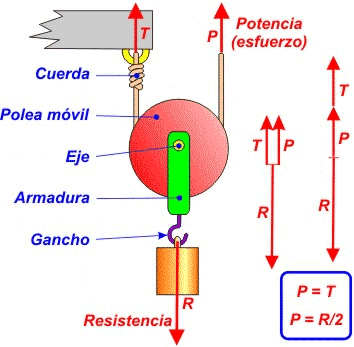 T
P
Potencia
(esfuerzo)
Cuerda
Polea móvil
Eje
Armadura
Gancho
R
Resistencia
T
P
R
T
P
R
P = T
P = R/2